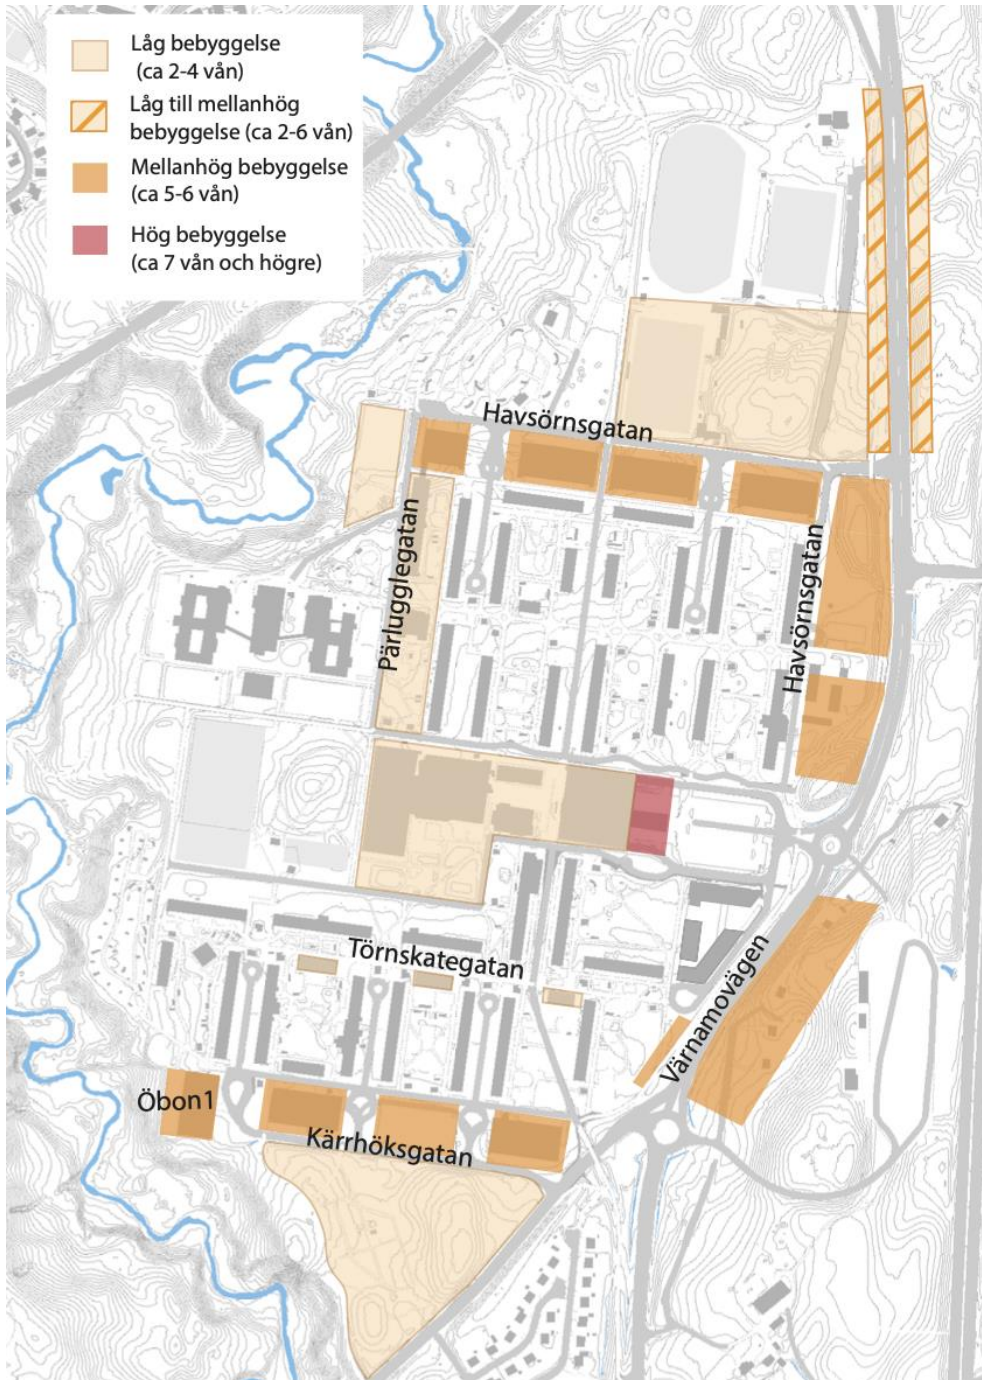 Låg bebyggelse
(ca 2-4 vån)
Låg till mellanhög
bebyggelse (ca 2-6 vån)
Mellanhög bebyggelse
(ca 5-6 vån)
Hög bebyggelse
(ca 7 vån och högre)
Havsörnsgatan
Pärlugglegatan
Havsörnsgatan
Törnskategatan
Värnamovägen
Öbon1
Kärrhöksgatan